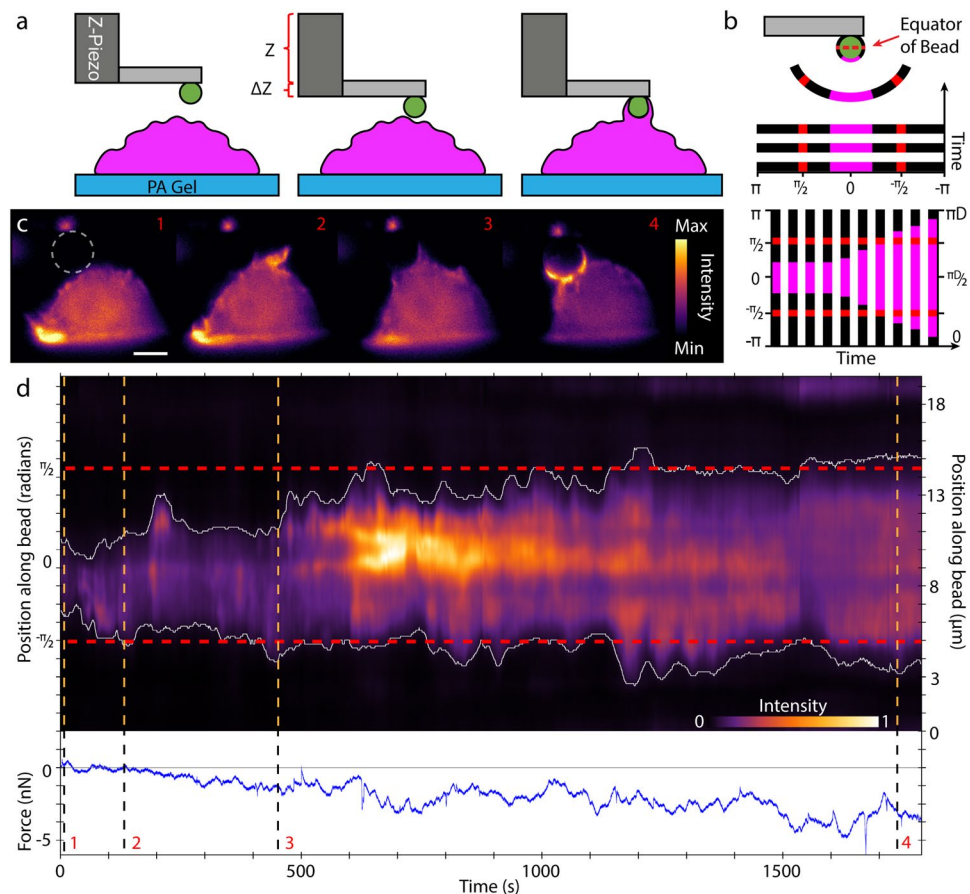 a
Z-Piezo
Z
ΔZ
PA Gel
b
Equator
of Bead
Time
π
π/2
0
-π/2
-π
c
1
2
3
4
Max
Intensity
Min
π
π/2
0
-π/2
-π
πD
πD/2
0
Time
d
Position along bead (radians)
π/2
0
-π/2
18
13
9
8
3
0
Position along bead (μm)
Intensity
0
1
Force (nN)
0
-5
1
2
3
4
0
500
1000
1500
Time (s)